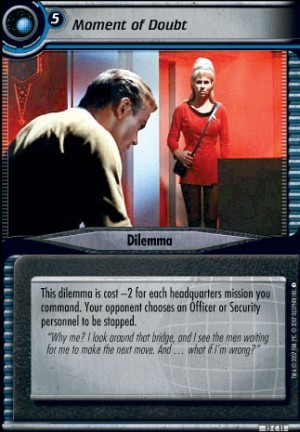 5
Moment of Doubt
Dilemma
This dilemma is cost –2 for each headquarters mission you
command. Your opponent chooses an Officer or Security
personnel to be stopped.
"Why me? I look around that bridge, and I see the men waiting
for me to make the next move. And … what if I'm wrong?"